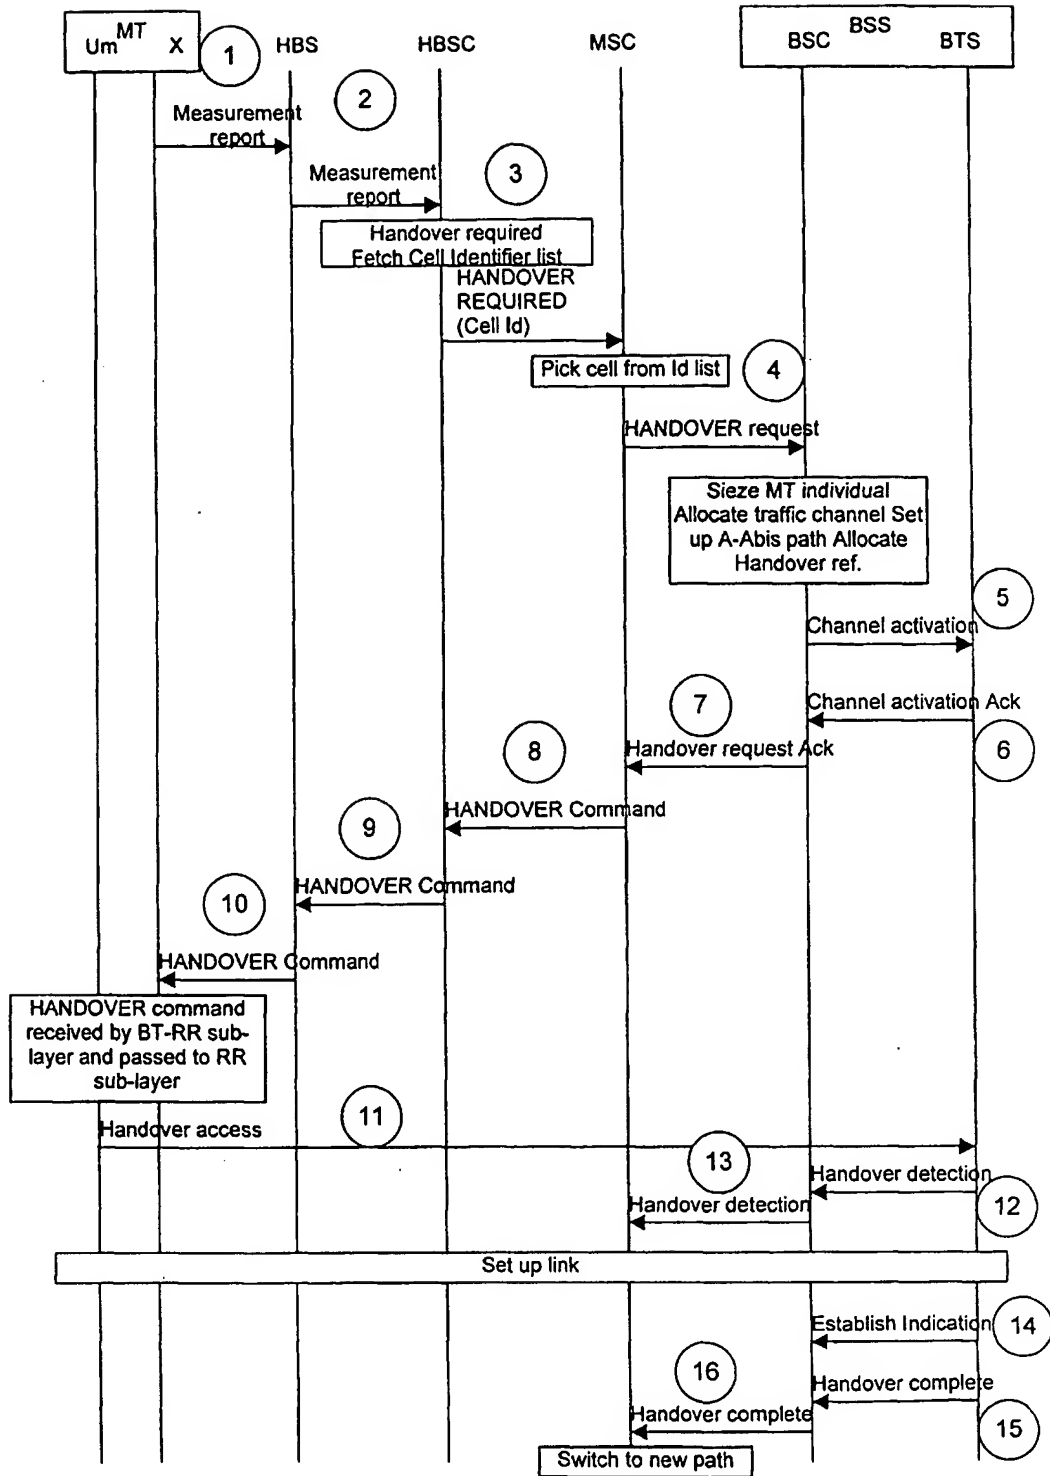 MT
Um X
1
HBS
HBSC
MSC
BSS
BSC
BTS
2
Measurement
report
3
Measurement
report
Handover required
Fetch Cell Identifier list
HANDOVER
REQUIRED
(Cell Id)
Pick cell from Id list
4
HANDOVER request
Sieze MT individual
Allocate traffic channel Set
up A-Abis path Allocate
Handover ref.
5
Channel activation
Channel activation Ack
6
7
Handover request Ack
8
HANDOVER Command
9
HANDOVER Command
10
HANDOVER Command
HANDOVER command
received by BT-RR sub-
layer and passed to RR
sub-layer
11
Handover access
13
Handover detection
12
Handover detection
Set up link
Establish Indication
14
16
Handover complete
15
Handover complete
Switch to new path